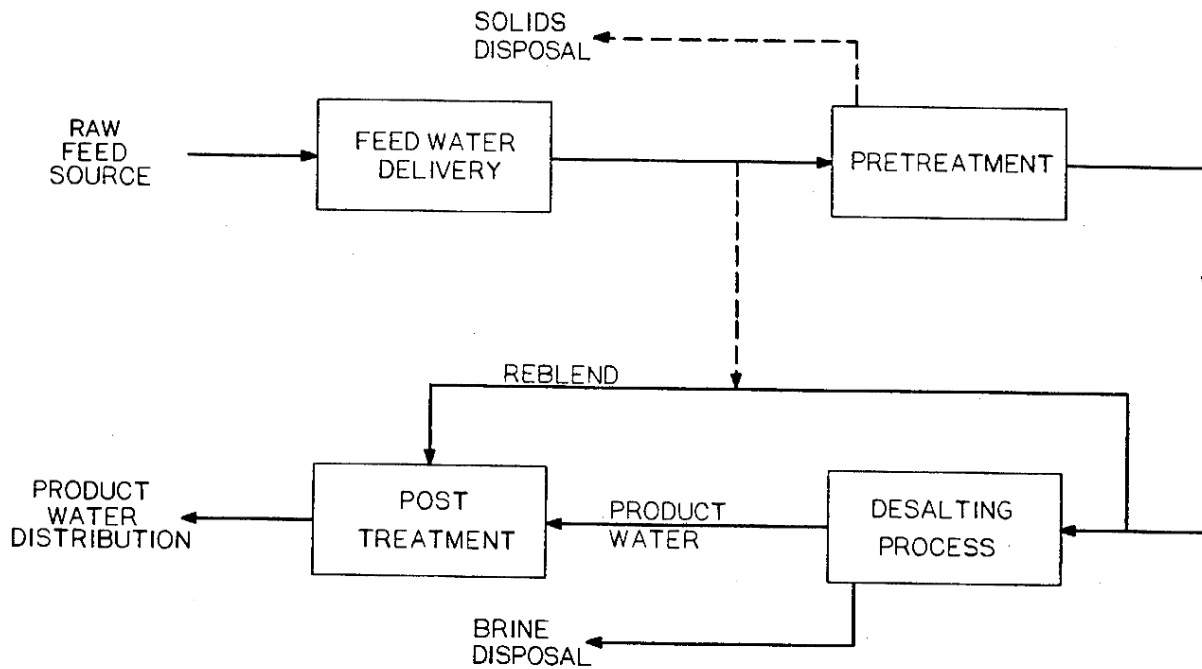 SOLIDS
DISPOSAL
RAW
FEED
SOURCE
FEED WATER
DELIVERY
PRETREATMENT
REBLEND
PRODUCT
WATER
DISTRIBUTION
POST
TREATMENT
PRODUCT
WATER
DESALTING
PROCESS
BRINE
DISPOSAL